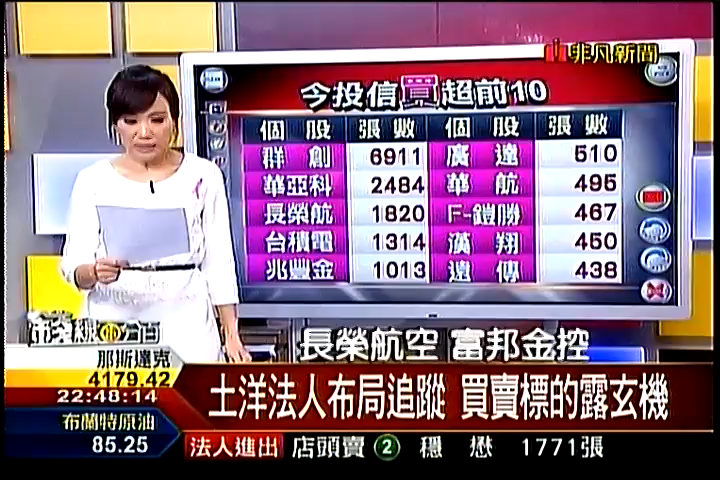 非凡新聞
今投信買超前10
個股 張數 個股 張數
群創 6911 廣達 510
華亞科 2484 華航 495
長榮航 1820 F-鎧勝 467
台積電 1314 漢翔 450
兆豐金 1013 遠傳 438
長榮航空 富邦金控
那斯達克
4179.42
22:48:14
土洋法人布局追蹤 買賣標的露玄機
布蘭特原油
85.25
法人進出 店頭賣 2 穩懋 1771張